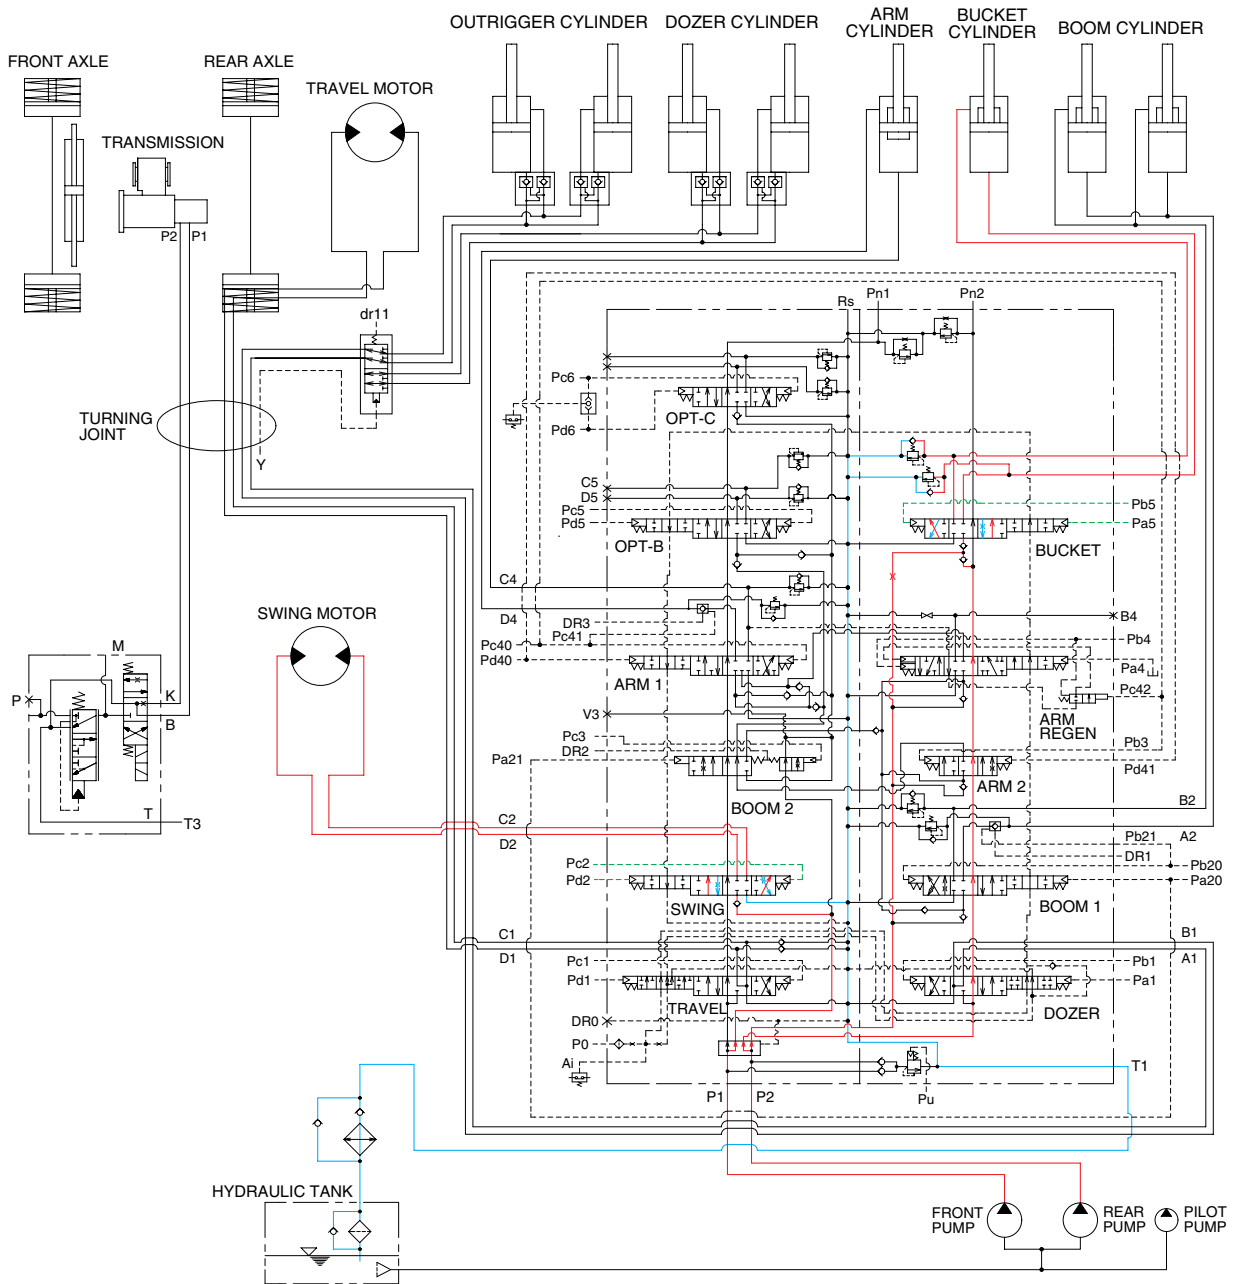 OUTRIGGER CYLINDER
DOZER CYLINDER
ARM
CYLINDER
BUCKET
CYLINDER
BOOM CYLINDER
FRONT AXLE
REAR AXLE
TRAVEL MOTOR
TRANSMISSION
P2
P1
dr11
Rs
Pn1
Pn2
Pc6
Pd6
OPT-C
TURNING
JOINT
Y
C5
D5
Pc5
Pd5
OPT-B
Pb5
Pa5
BUCKET
C4
D4
DR3
Pc41
Pc40
Pd40
ARM 1
B4
Pb4
Pa4
Pc42
ARM
REGEN
SWING MOTOR
M
P
K
B
T
T3
V3
Pc3
DR2
Pa21
BOOM 2
Pb3
Pd41
ARM 2
B2
C2
D2
Pb21
A2
DR1
Pc2
Pd2
SWING
Pb20
Pa20
BOOM 1
C1
D1
B1
A1
Pc1
Pd1
TRAVEL
Pb1
Pa1
DOZER
DR0
P0
Ai
T1
P1
P2
Pu
HYDRAULIC TANK
FRONT
PUMP
REAR
PUMP
PILOT
PUMP